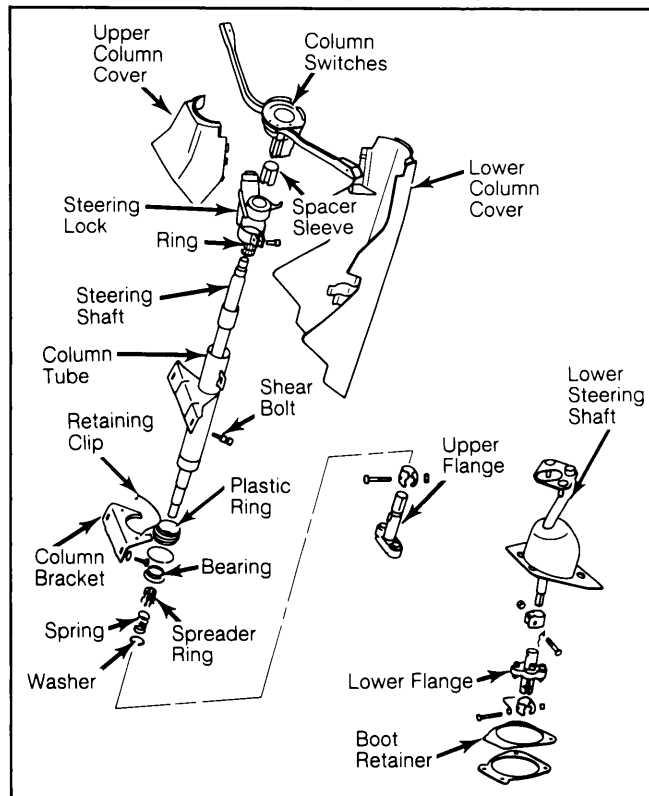 Upper
Column
Cover
Column
Switches
Lower
Column
Cover
Spacer
Sleeve
Steering
Lock
Ring
Steering
Shaft
Column
Tube
Shear
Bolt
Lower
Steering
Shaft
Retaining
Clip
Upper
Flange
Plastic
Ring
Column
Bracket
Bearing
Spring
Spreader
Ring
Washer
Lower Flange
Boot
Retainer